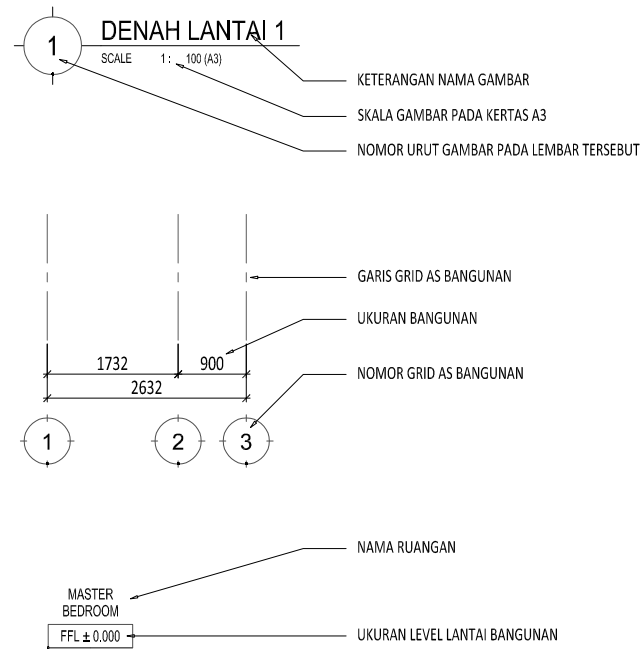 DENAH LANTAI 1
1
SCALE 1 : 100 (A3)
KETERANGAN NAMA GAMBAR
SKALA GAMBAR PADA KERTAS A3
NOMOR URUT GAMBAR PADA LEMBAR TERSEBUT
GARIS GRID AS BANGUNAN
UKURAN BANGUNAN
1732 900
NOMOR GRID AS BANGUNAN
2632
1 2 3
NAMA RUANGAN
MASTER
BEDROOM
FFL ± 0.000
UKURAN LEVEL LANTAI BANGUNAN